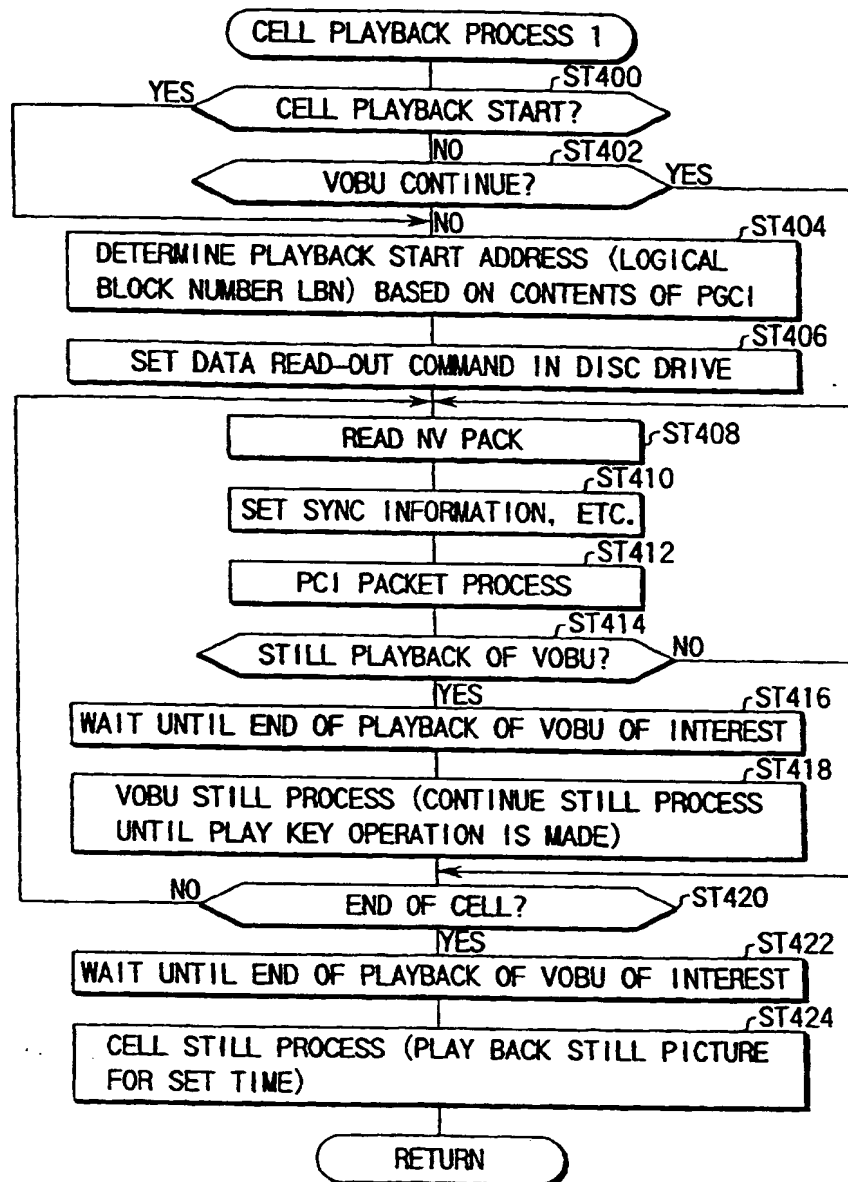 CELL PLAYBACK PROCESS 1
ST400
YES
CELL PLAYBACK START?
NO
ST402
VOBU CONTINUE?
YES
NO
ST404
DETERMINE PLAYBACK START ADDRESS (LOGICAL
BLOCK NUMBER LBN) BASED ON CONTENTS OF PGCI
ST406
SET DATA READ-OUT COMMAND IN DISC DRIVE
READ NV PACK
ST408
ST410
SET SYNC INFORMATION, ETC.
ST412
PCI PACKET PROCESS
ST414
STILL PLAYBACK OF VOBU?
NO
YES
ST416
WAIT UNTIL END OF PLAYBACK OF VOBU OF INTEREST
ST418
VOBU STILL PROCESS (CONTINUE STILL PROCESS
UNTIL PLAY KEY OPERATION IS MADE)
NO
END OF CELL?
ST420
YES
ST422
WAIT UNTIL END OF PLAYBACK OF VOBU OF INTEREST
ST424
CELL STILL PROCESS (PLAY BACK STILL PICTURE
FOR SET TIME)
RETURN